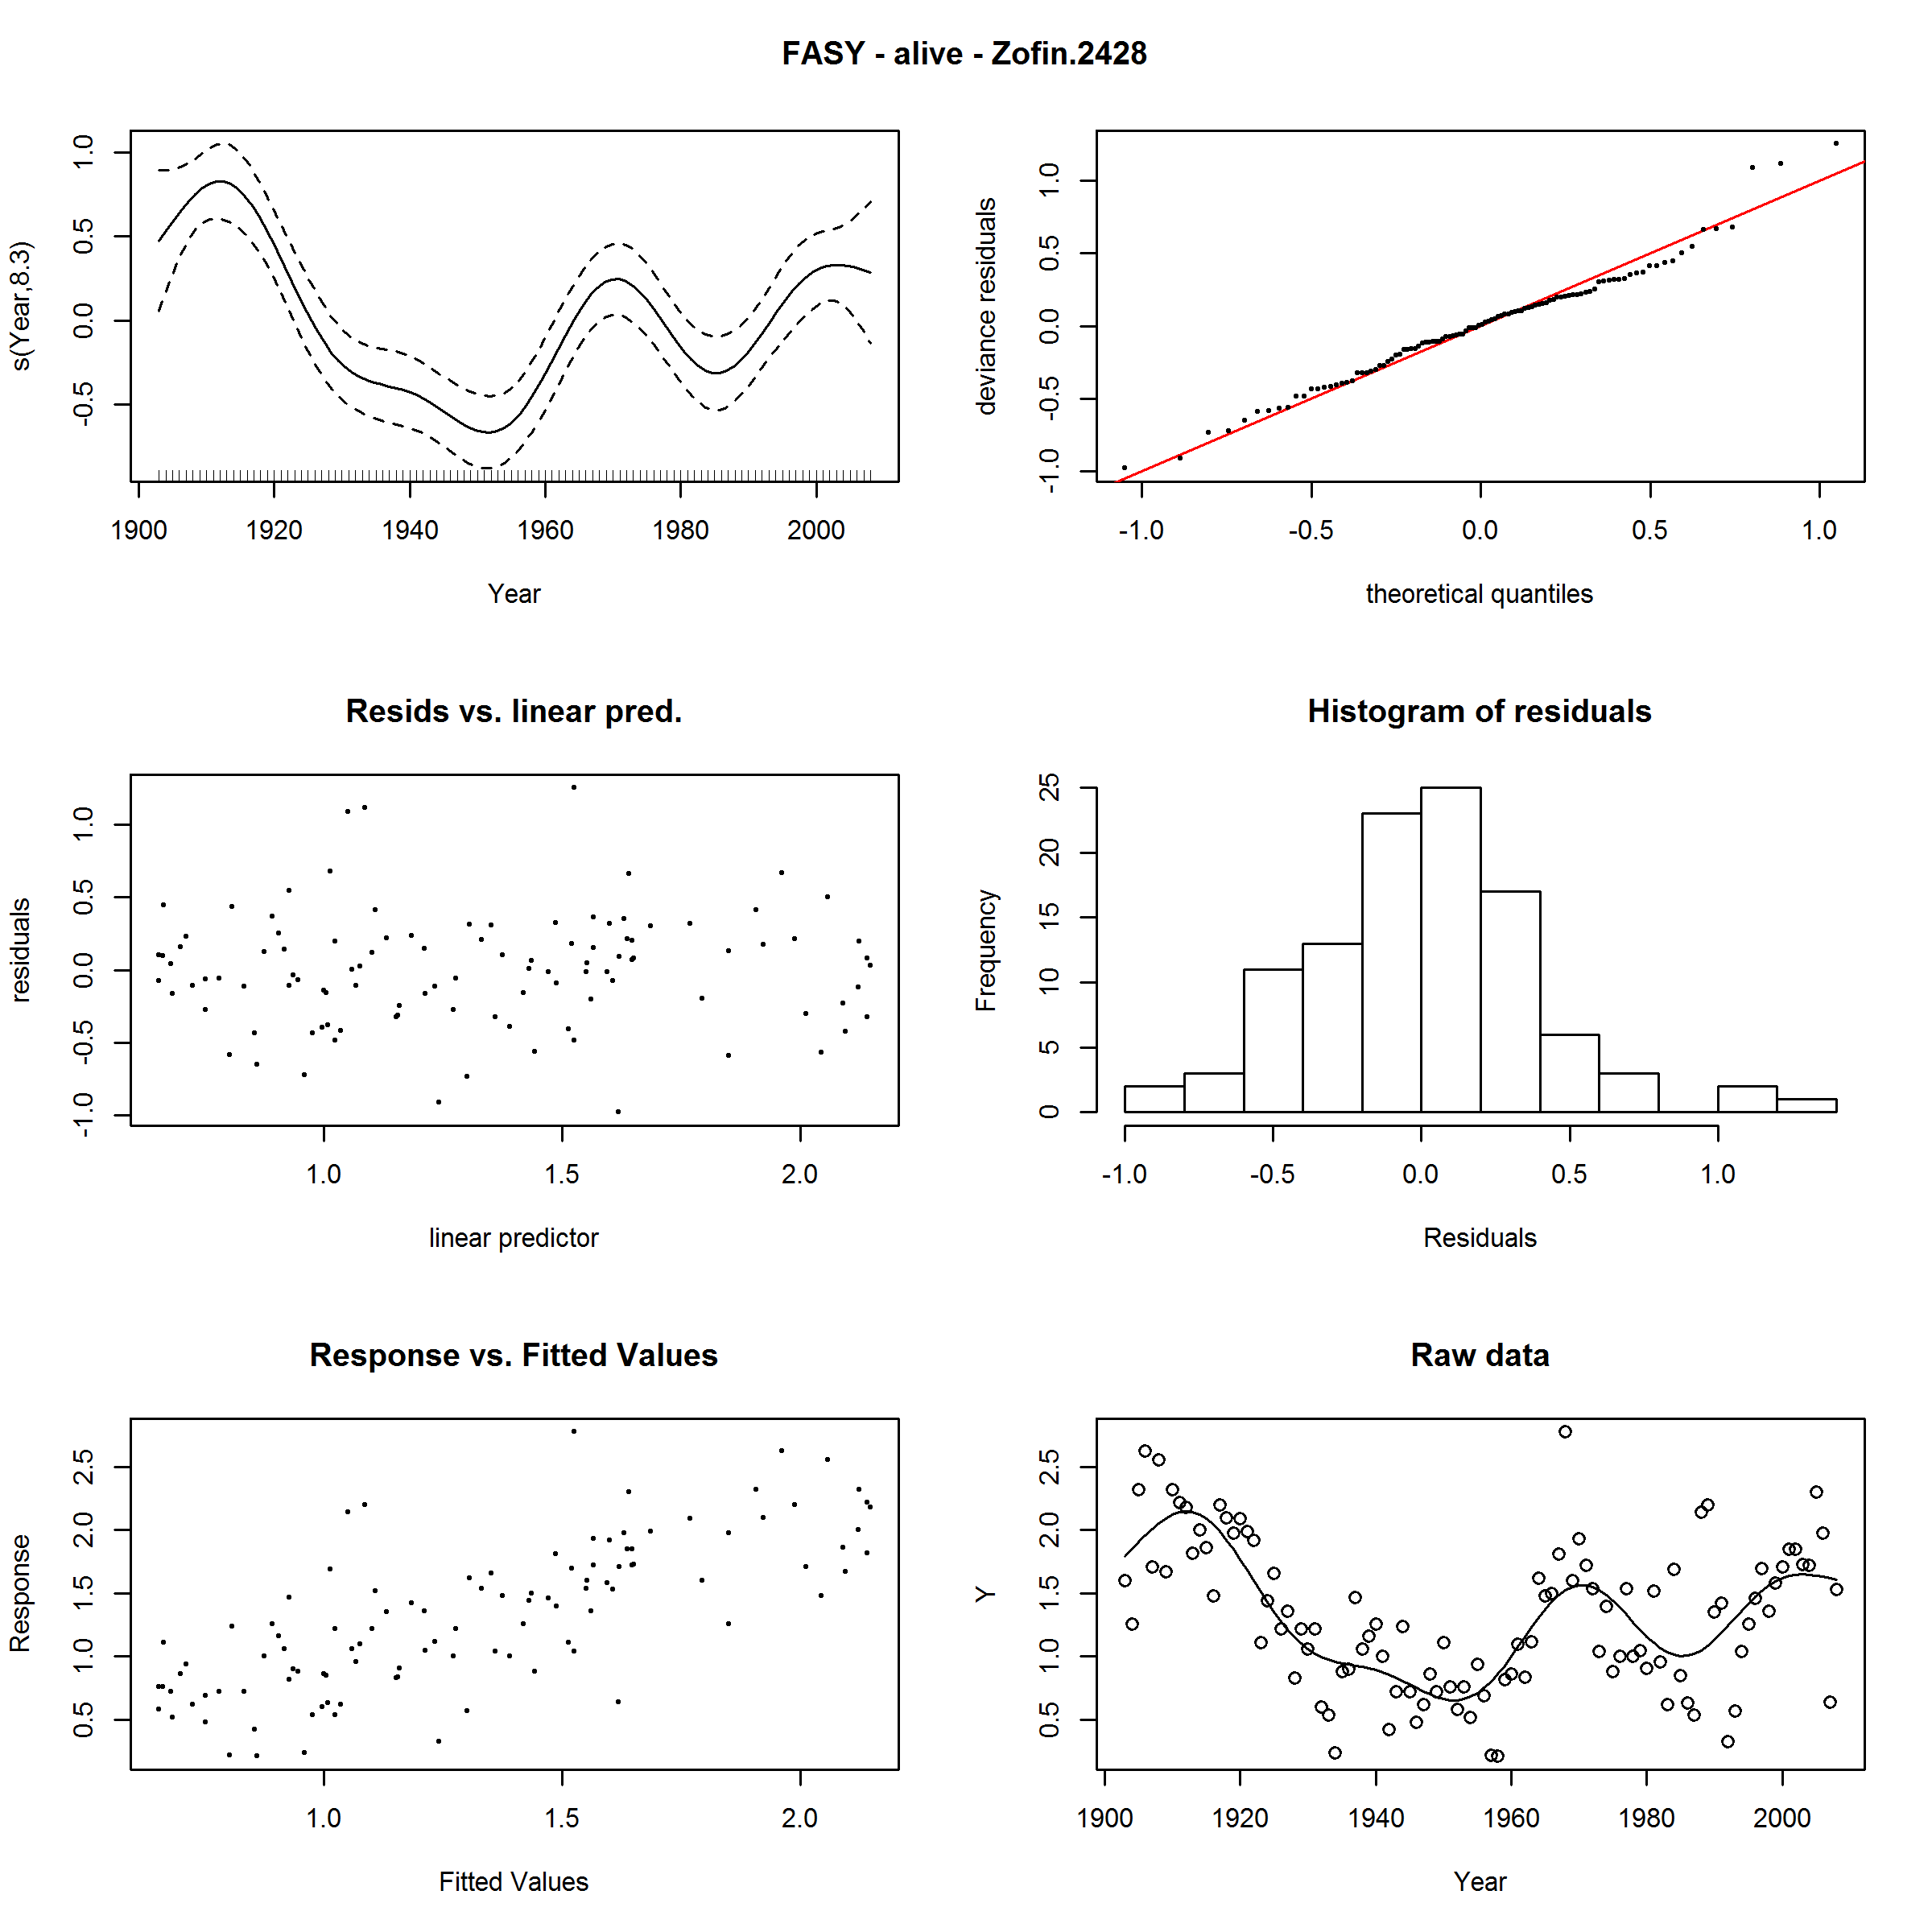 FASY - alive - Zofin.2428
s(Year,8.3)
-0.5 0.0 0.5 1.0
1900 1920 1940 1960 1980 2000
Year
deviance residuals
-1.0 -0.5 0.0 0.5 1.0
-1.0 -0.5 0.0 0.5 1.0
theoretical quantiles
Resids vs. linear pred.
residuals
-1.0 -0.5 0.0 0.5 1.0
1.0 1.5 2.0
linear predictor
Histogram of residuals
Frequency
0 5 10 15 20 25
-1.0 -0.5 0.0 0.5 1.0
Residuals
Response vs. Fitted Values
Response
0.5 1.0 1.5 2.0 2.5
1.0 1.5 2.0
Fitted Values
Raw data
Y
0.5 1.0 1.5 2.0 2.5
1900 1920 1940 1960 1980 2000
Year